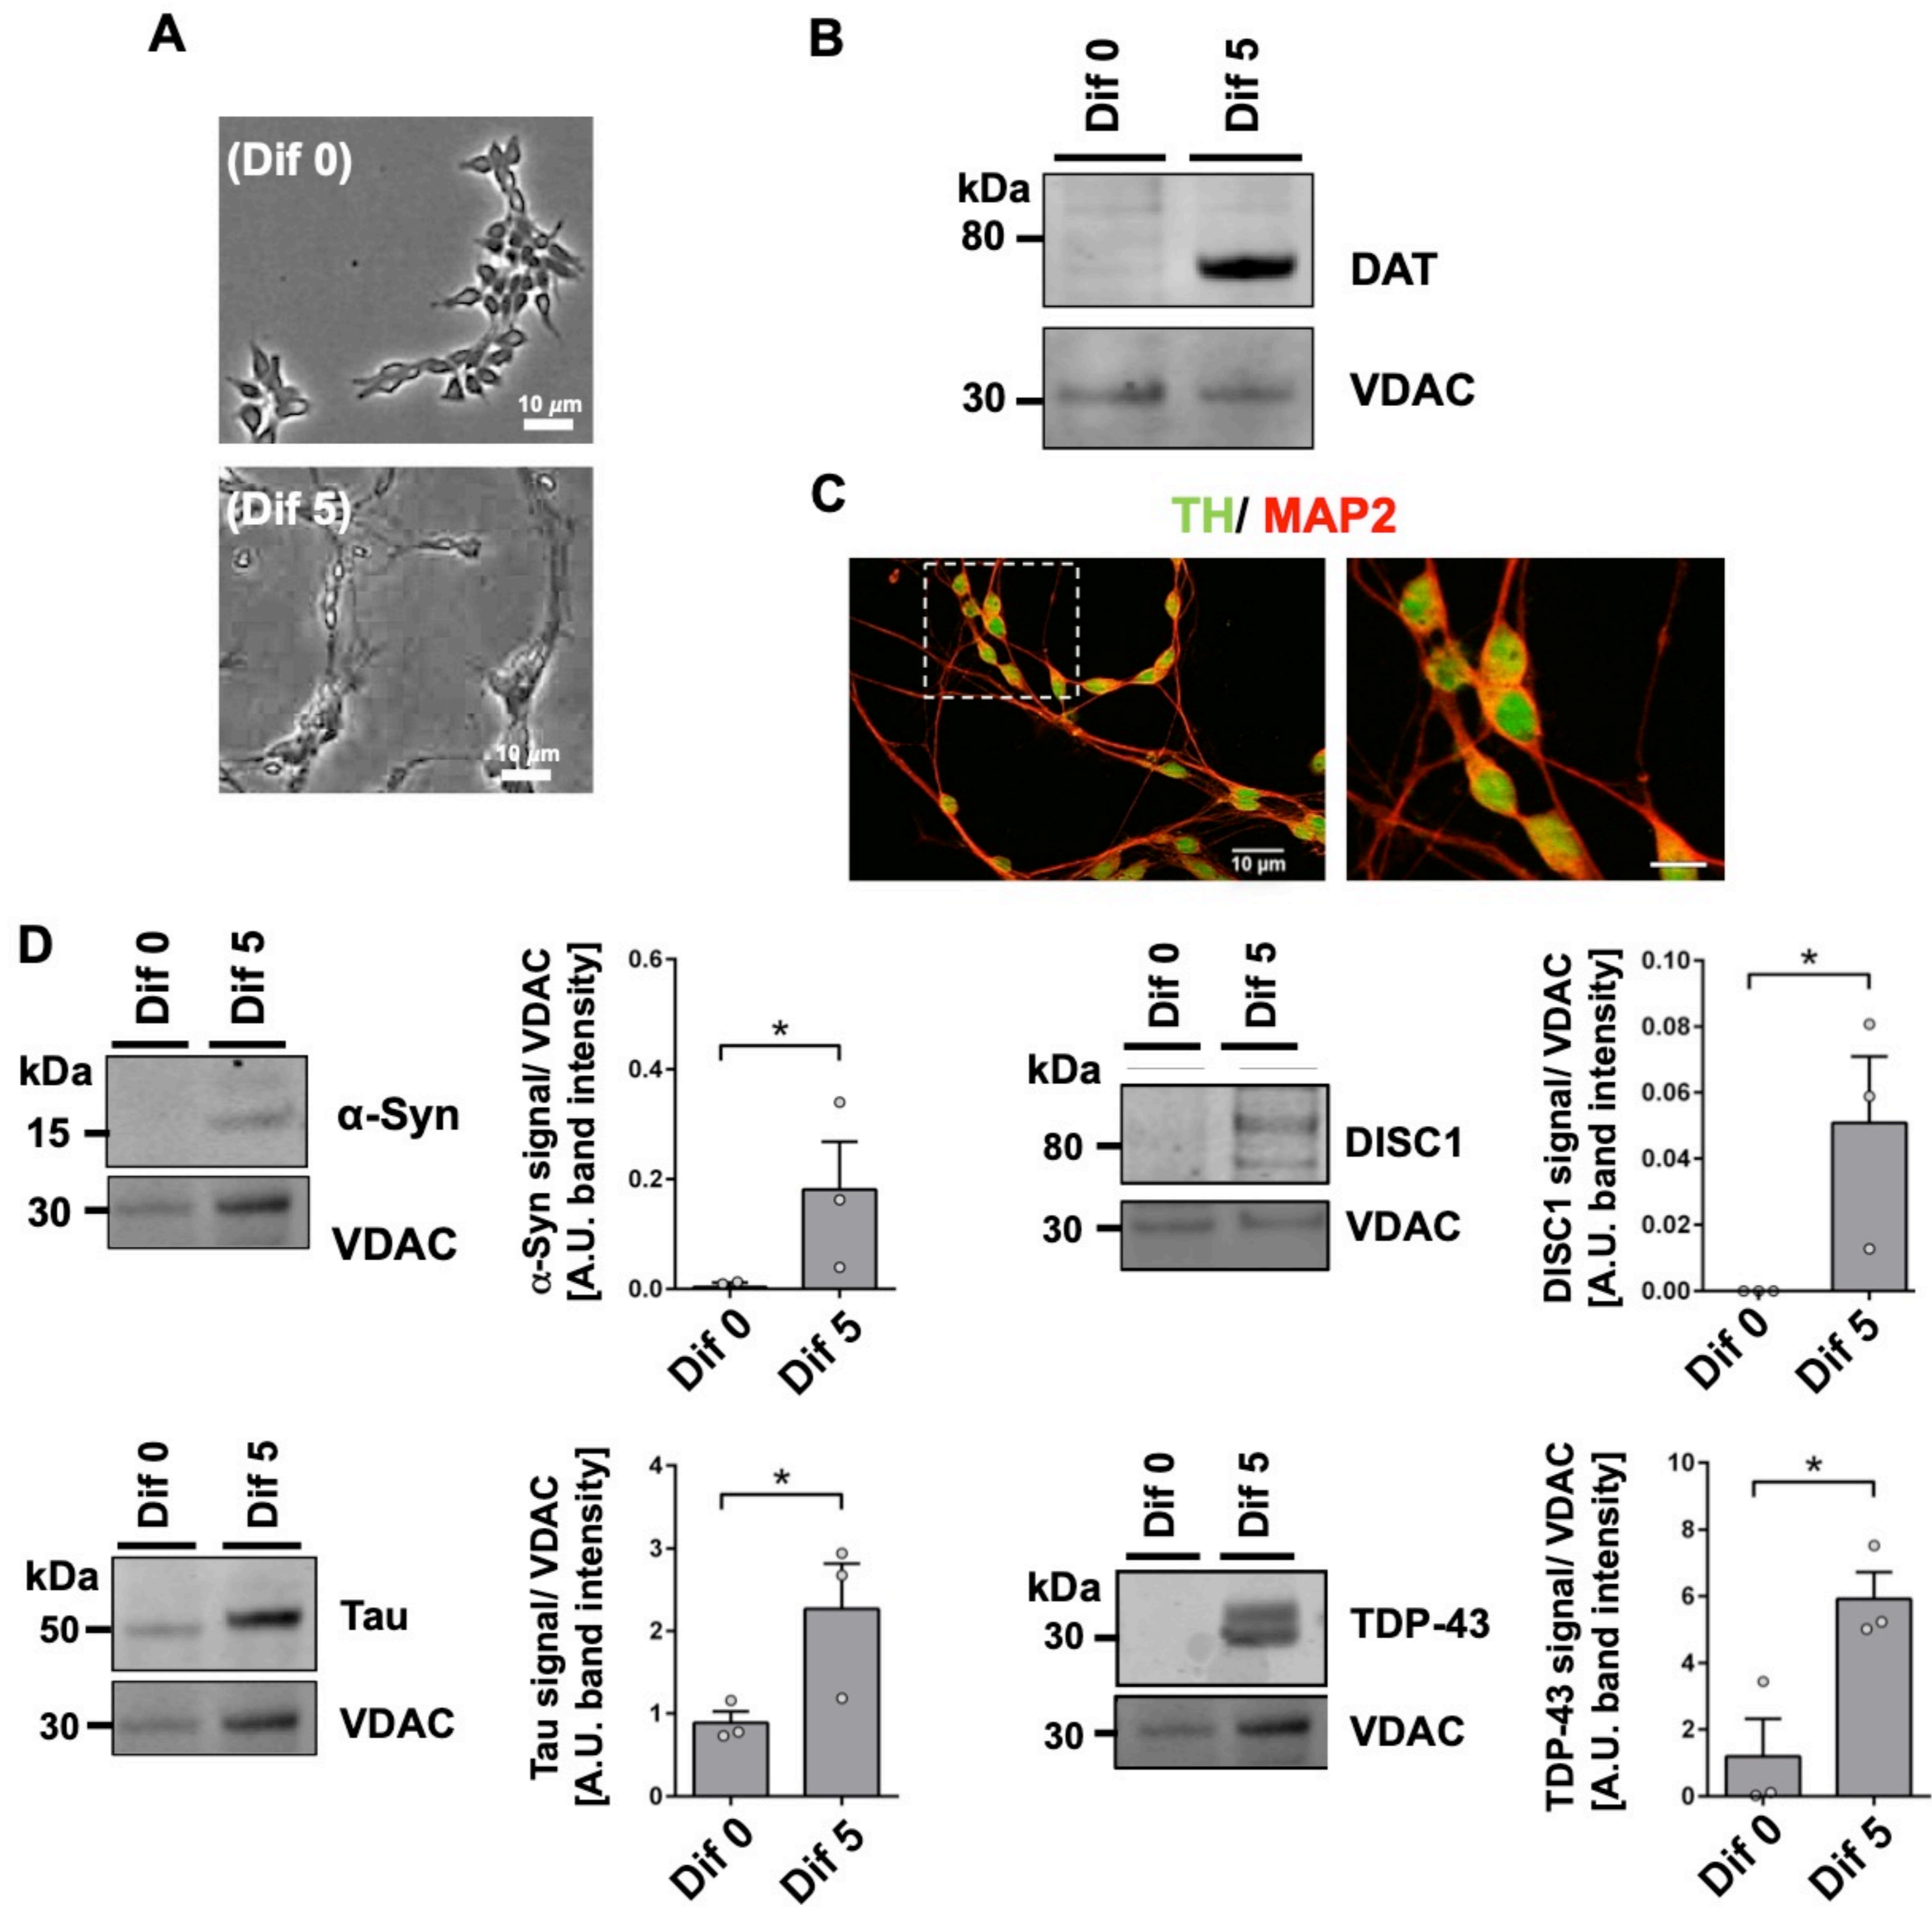 A
(Dif 0)
10 µm
(Dif 5)
10 µm
B
Dif 0
Dif 5
kDa
80
DAT
30
VDAC
C
TH/ MAP2
10 µm
D
Dif 0
Dif 5
kDa
15
α-Syn
30
VDAC
α-Syn signal/ VDAC
[A.U. band intensity]
0.6
0.4
0.2
0.0
*
Dif 0
Dif 5
Dif 0
Dif 5
kDa
80
DISC1
30
VDAC
DISC1 signal/ VDAC
[A.U. band intensity]
0.10
0.08
0.06
0.04
0.02
0.00
*
Dif 0
Dif 5
Dif 0
Dif 5
kDa
50
Tau
30
VDAC
Tau signal/ VDAC
[A.U. band intensity]
4
3
2
1
0
*
Dif 0
Dif 5
Dif 0
Dif 5
kDa
30
TDP-43
30
VDAC
TDP-43 signal/ VDAC
[A.U. band intensity]
10
8
6
4
2
0
*
Dif 0
Dif 5